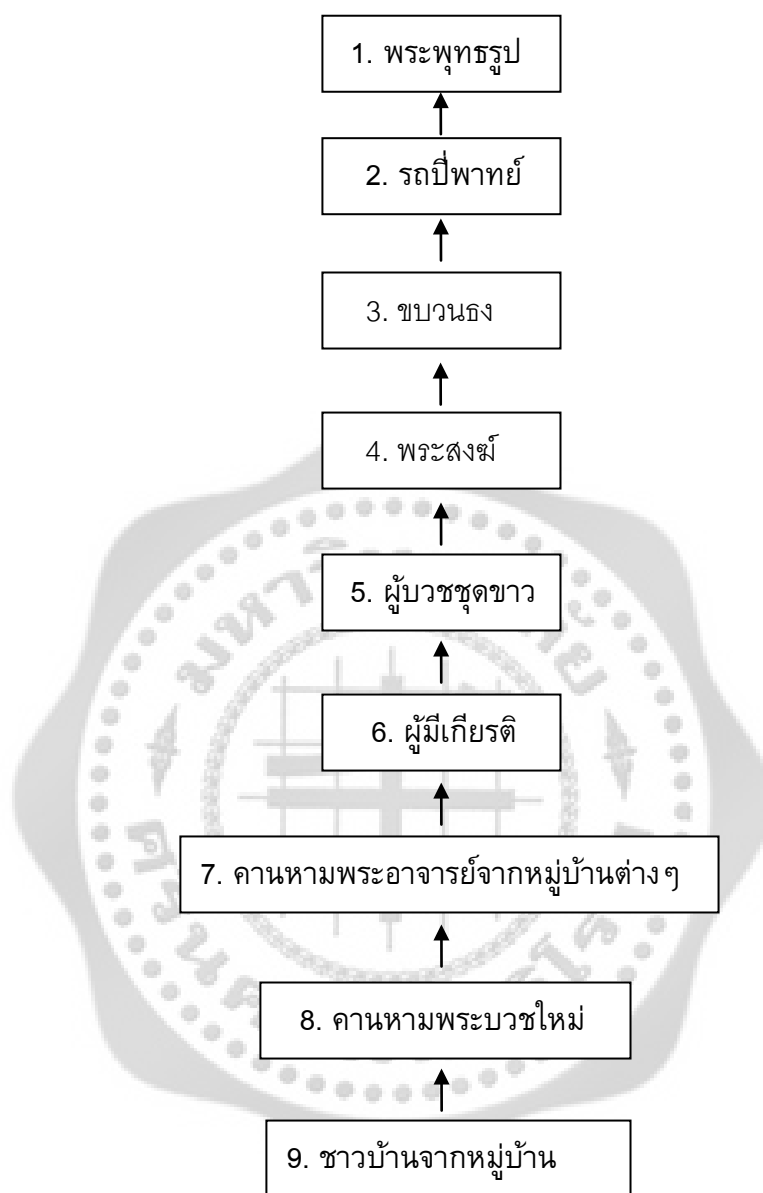 1. พระพุทธรูป
2. รถปี่พาทย์
3. ขบวนธง
4. พระสงฆ์
5. ผู้บวชชุดขาว
6. ผู้มีเกียรติ
7. คานหามพระอาจารย์จากหมู่บ้านต่างๆ
8. คานหามพระบวชใหม่
9. ชาวบ้านจากหมู่บ้าน